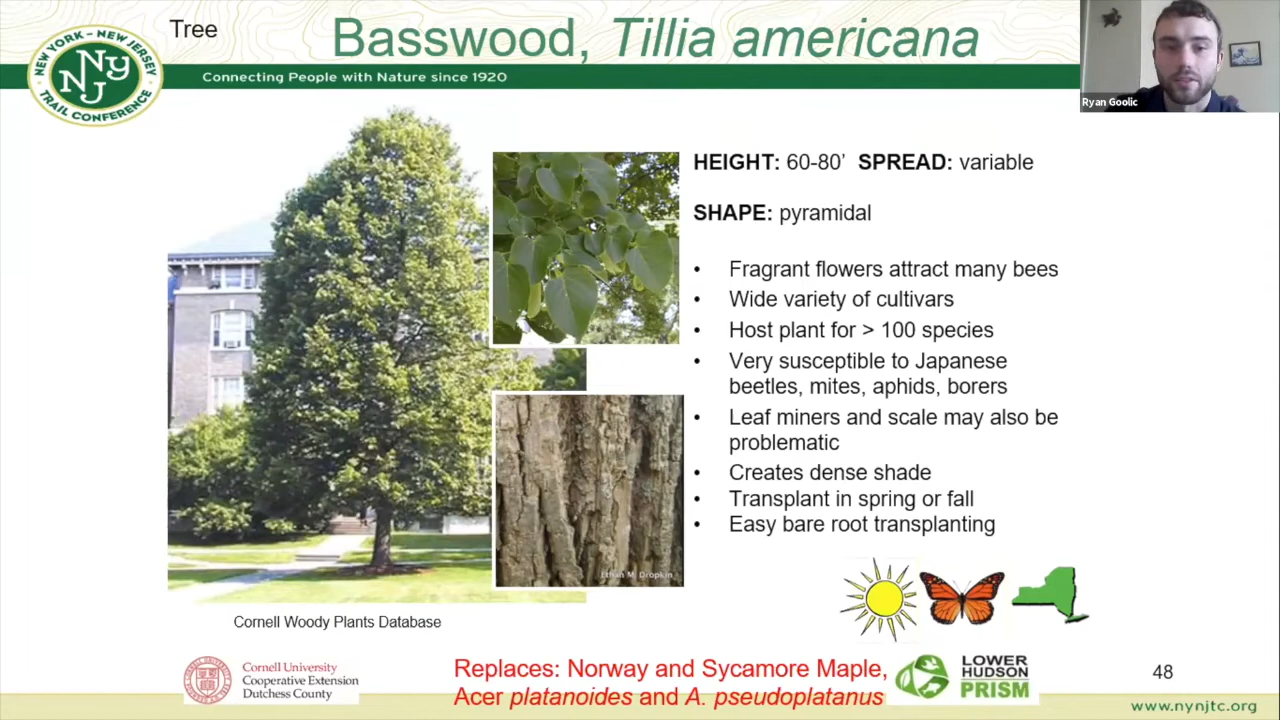 Tree
Basswood, Tillia americana
NEW YORK - NEW JERSEY
NY
NJ
TRAIL CONFERENCE
Connecting People with Nature since 1920
Ryan Goolic
HEIGHT: 60-80’ SPREAD: variable
SHAPE: pyramidal
• Fragrant flowers attract many bees
• Wide variety of cultivars
• Host plant for > 100 species
• Very susceptible to Japanese
beetles, mites, aphids, borers
• Leaf miners and scale may also be
problematic
• Creates dense shade
• Transplant in spring or fall
• Easy bare root transplanting
Ethan M. Dropkin
Cornell Woody Plants Database
Cornell University
Cooperative Extension
Dutchess County
Replaces: Norway and Sycamore Maple,
Acer platanoides and A. pseudoplatanus
LOWER
HUDSON
PRISM
48
www.nynjtc.org